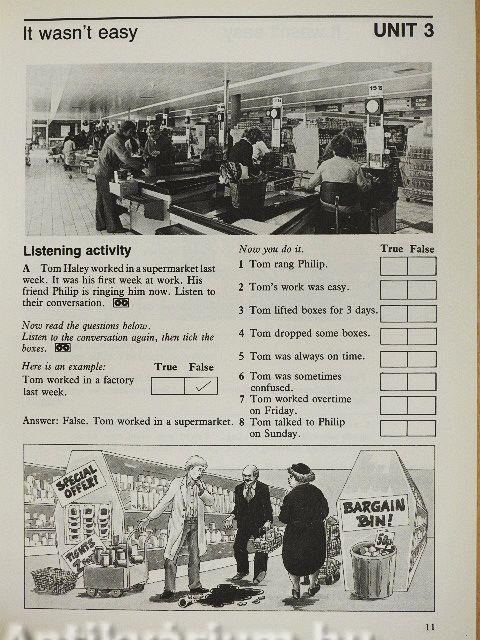 It wasn't easy
UNIT 3
Listening activity
A Tom Haley worked in a supermarket last
week. It was his first week at work. His
friend Philip is ringing him now. Listen to
their conversation.
Now read the questions below.
Listen to the conversation again, then tick the
boxes.
Here is an example:
True False
Tom worked in a factory
last week.
Answer: False. Tom worked in a supermarket.
Now you do it.
True False
1 Tom rang Philip.
2 Tom's work was easy.
3 Tom lifted boxes for 3 days.
4 Tom dropped some boxes.
5 Tom was always on time.
6 Tom was sometimes
confused.
7 Tom worked overtime
on Friday.
8 Tom talked to Philip
on Sunday.
SPECIAL
OFFER!
BARGAIN
BIN!
50p
11
Antikvárium.hu